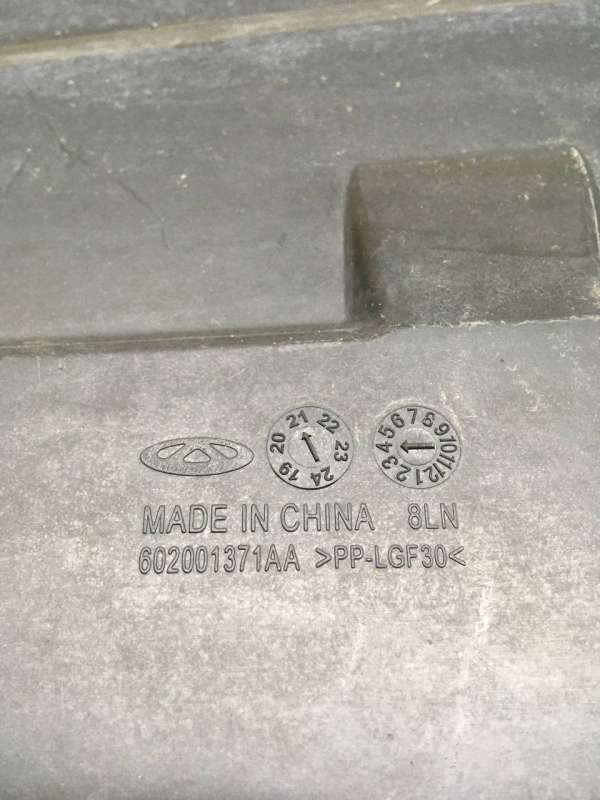 19 20 21 22 23 24
1 2 3 4 5 6 7 8 9 10 11 12
MADE IN CHINA 8LN
602001371AA >PP-LGF30<